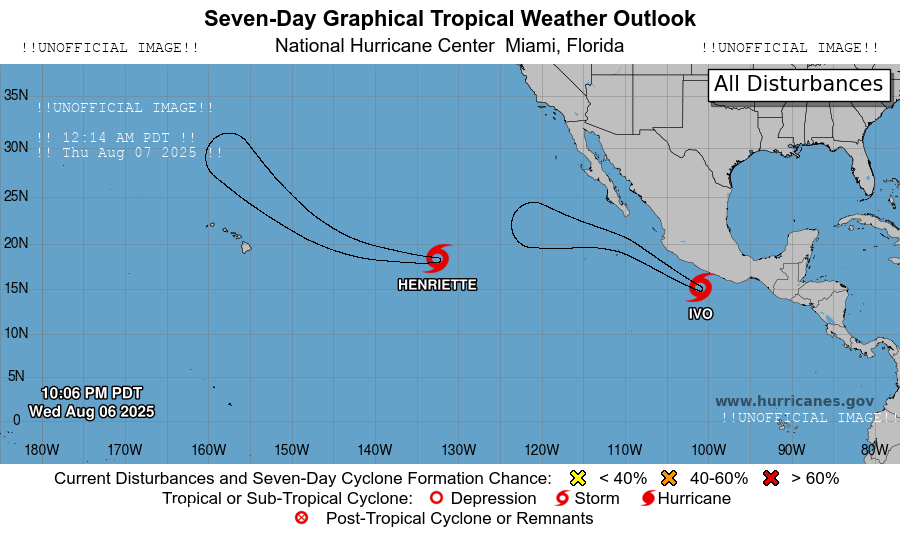 Seven-Day Graphical Tropical Weather Outlook
!!UNOFFICIAL IMAGE!! National Hurricane Center Miami, Florida !!UNOFFICIAL IMAGE!!
All Disturbances
35N
!!UNOFFICIAL IMAGE!!
!! 12:14 AM PDT !!
30N
!! Thu Aug 07 2025 !!
25N
20N
HENRIETTE
15N
IVO
10N
5N
10:06 PM PDT
Wed Aug 06 2025
www.hurricanes.gov
!!UNOFFICIAL IMAGE!!
0
180W 170W 160W 150W 140W 130W 120W 110W 100W 90W 80W
Current Disturbances and Seven-Day Cyclone Formation Chance: < 40% 40-60% > 60%
Tropical or Sub-Tropical Cyclone: Depression Storm Hurricane
Post-Tropical Cyclone or Remnants